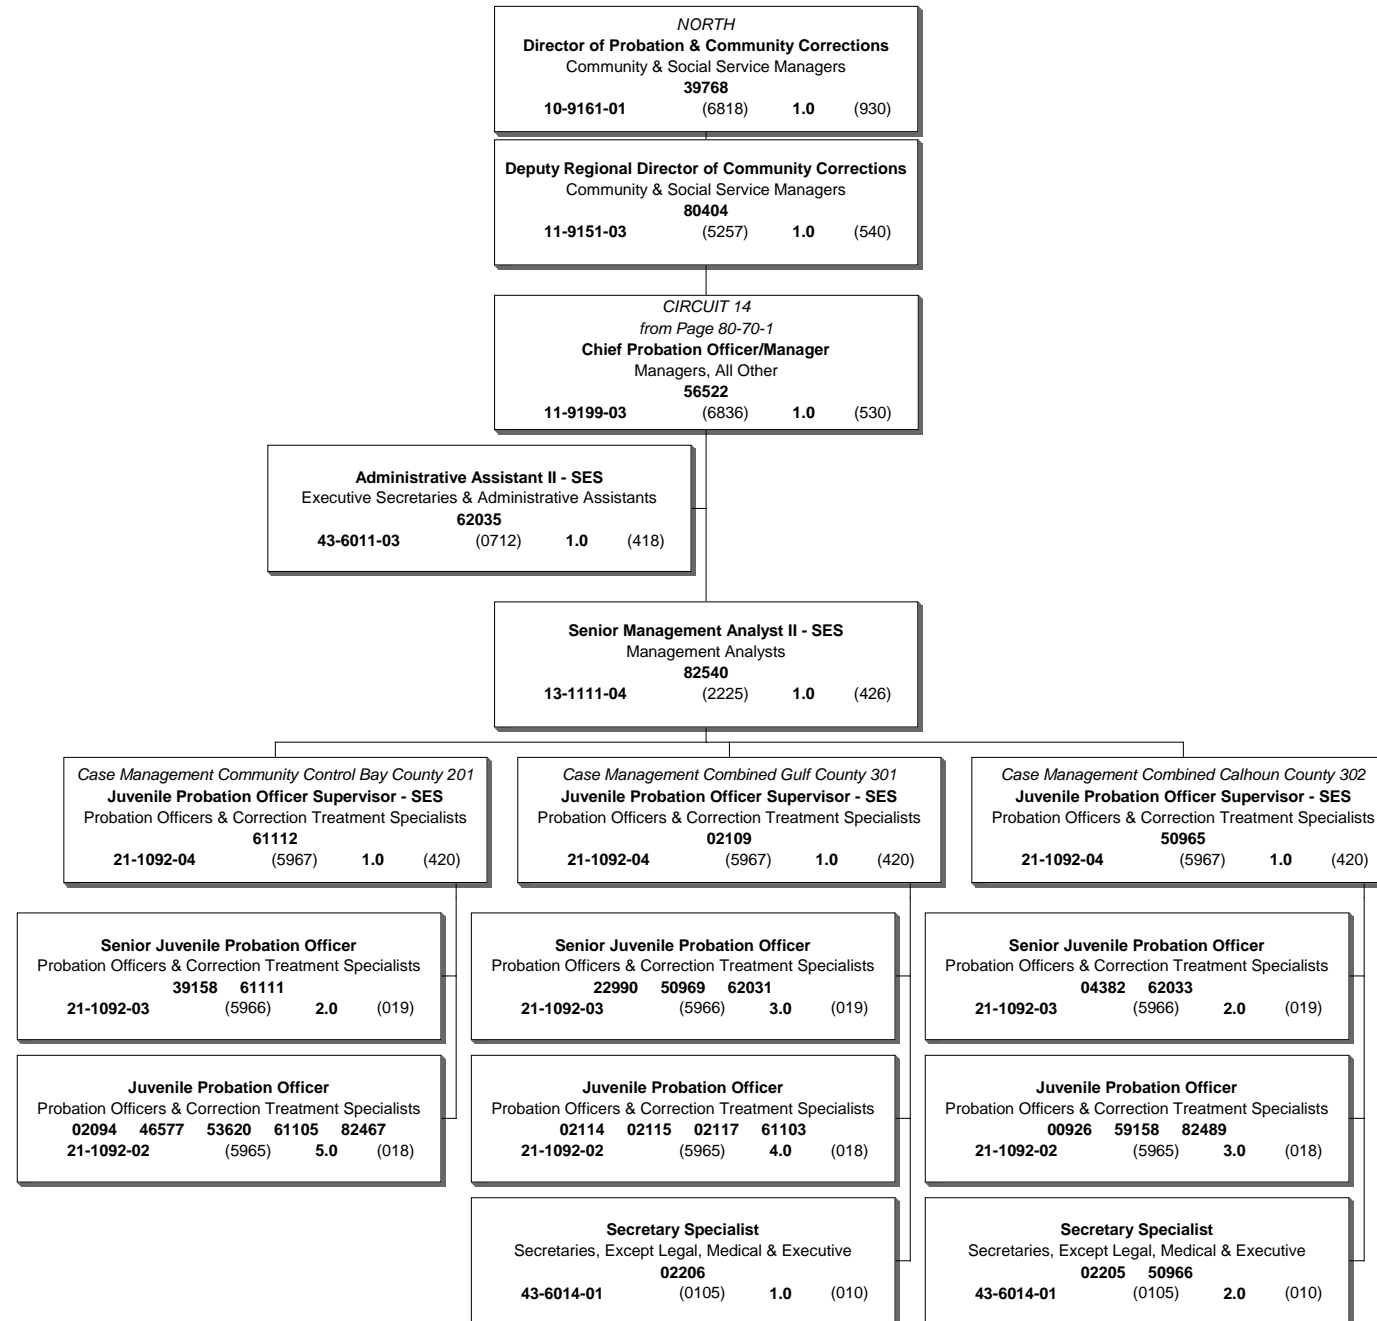 NORTH
Director of Probation & Community Corrections
Community & Social Service Managers
39768
10-9161-01 (6818) 1.0 (930)
Deputy Regional Director of Community Corrections
Community & Social Service Managers
80404
11-9151-03 (5257) 1.0 (540)
CIRCUIT 14
from Page 80-70-1
Chief Probation Officer/Manager
Managers, All Other
56522
11-9199-03 (6836) 1.0 (530)
Administrative Assistant II - SES
Executive Secretaries & Administrative Assistants
62035
43-6011-03 (0712) 1.0 (418)
Senior Management Analyst II - SES
Management Analysts
82540
13-1111-04 (2225) 1.0 (426)
Case Management Community Control Bay County 201
Juvenile Probation Officer Supervisor - SES
Probation Officers & Correction Treatment Specialists
61112
21-1092-04 (5967) 1.0 (420)
Senior Juvenile Probation Officer
Probation Officers & Correction Treatment Specialists
39158 61111
21-1092-03 (5966) 2.0 (019)
Juvenile Probation Officer
Probation Officers & Correction Treatment Specialists
02094 46577 53620 61105 82467
21-1092-02 (5965) 5.0 (018)
Case Management Combined Gulf County 301
Juvenile Probation Officer Supervisor - SES
Probation Officers & Correction Treatment Specialists
02109
21-1092-04 (5967) 1.0 (420)
Senior Juvenile Probation Officer
Probation Officers & Correction Treatment Specialists
22990 50969 62031
21-1092-03 (5966) 3.0 (019)
Juvenile Probation Officer
Probation Officers & Correction Treatment Specialists
02114 02115 02117 61103
21-1092-02 (5965) 4.0 (018)
Secretary Specialist
Secretaries, Except Legal, Medical & Executive
02206
43-6014-01 (0105) 1.0 (010)
Case Management Combined Calhoun County 302
Juvenile Probation Officer Supervisor - SES
Probation Officers & Correction Treatment Specialists
50965
21-1092-04 (5967) 1.0 (420)
Senior Juvenile Probation Officer
Probation Officers & Correction Treatment Specialists
04382 62033
21-1092-03 (5966) 2.0 (019)
Juvenile Probation Officer
Probation Officers & Correction Treatment Specialists
00926 59158 82489
21-1092-02 (5965) 3.0 (018)
Secretary Specialist
Secretaries, Except Legal, Medical & Executive
02205 50966
43-6014-01 (0105) 2.0 (010)